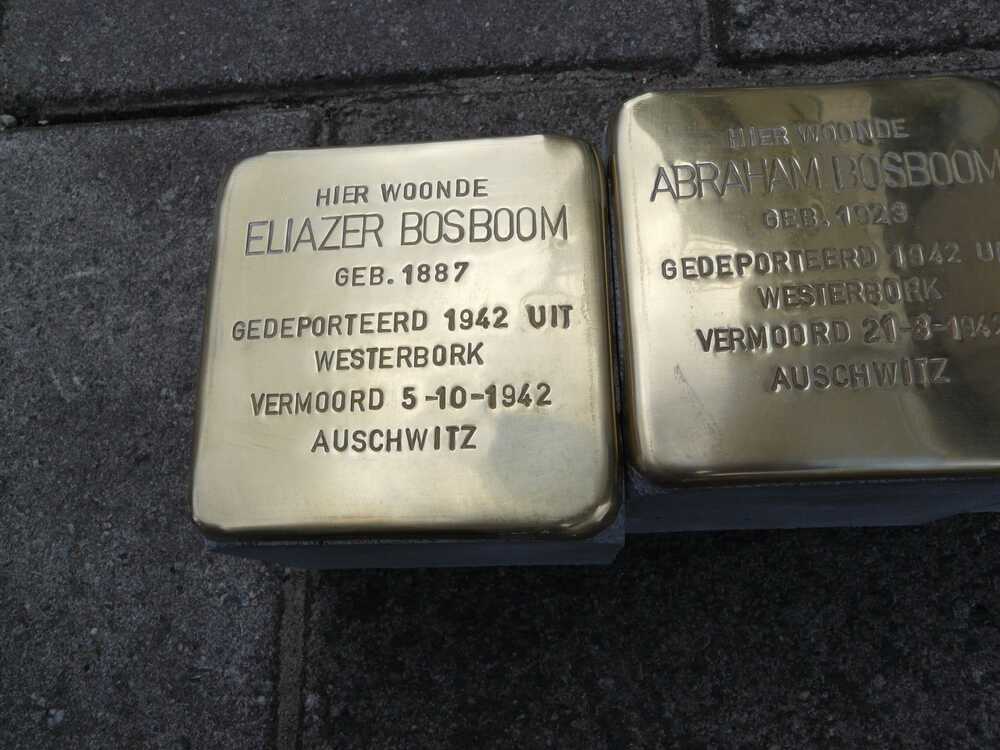 HIER WOONDE
ELIAZER BOSBOOM
GEB. 1887
GEDEPORTEERD 1942 UIT
WESTERBORK
VERMOORD 5-10-1942
AUSCHWITZ
HIER WOONDE
ABRAHAM BOSBOOM
GEB.
GEDEPORTEERD 1942
WESTERBORK
VERMOORD
AUSCHWITZ